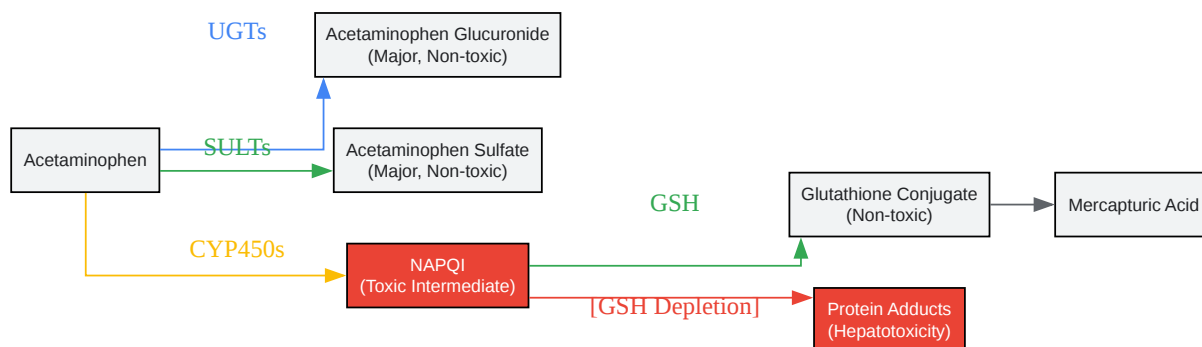 UGTs
Acetaminophen Glucuronide
(Major, Non-toxic)
Acetaminophen
SULTs
Acetaminophen Sulfate
(Major, Non-toxic)
GSH
Glutathione Conjugate
(Non-toxic)
Mercapturic Acid
CYP450s
NAPQI
(Toxic Intermediate)
[GSH Depletion]
Protein Adducts
(Hepatotoxicity)